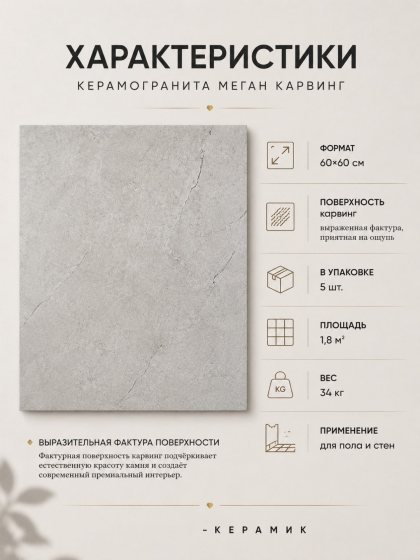 ХАРАКТЕРИСТИКИ
КЕРАМОГРАНИТА МЕГАН КАРВИНГ
ФОРМАТ
60×60 см
ПОВЕРХНОСТЬ
карвинг
выраженная фактура,
приятная на ощупь
В УПАКОВКЕ
5 шт.
ПЛОЩАДЬ
1,8 м²
KG
ВЕС
34 кг
ПРИМЕНЕНИЕ
для пола и стен
ВЫРАЗИТЕЛЬНАЯ ФАКТУРА ПОВЕРХНОСТИ
Фактурная поверхность карвинг подчёркивает
естественную красоту камня и создаёт
современный премиальный интерьер.
-КЕРАМИК